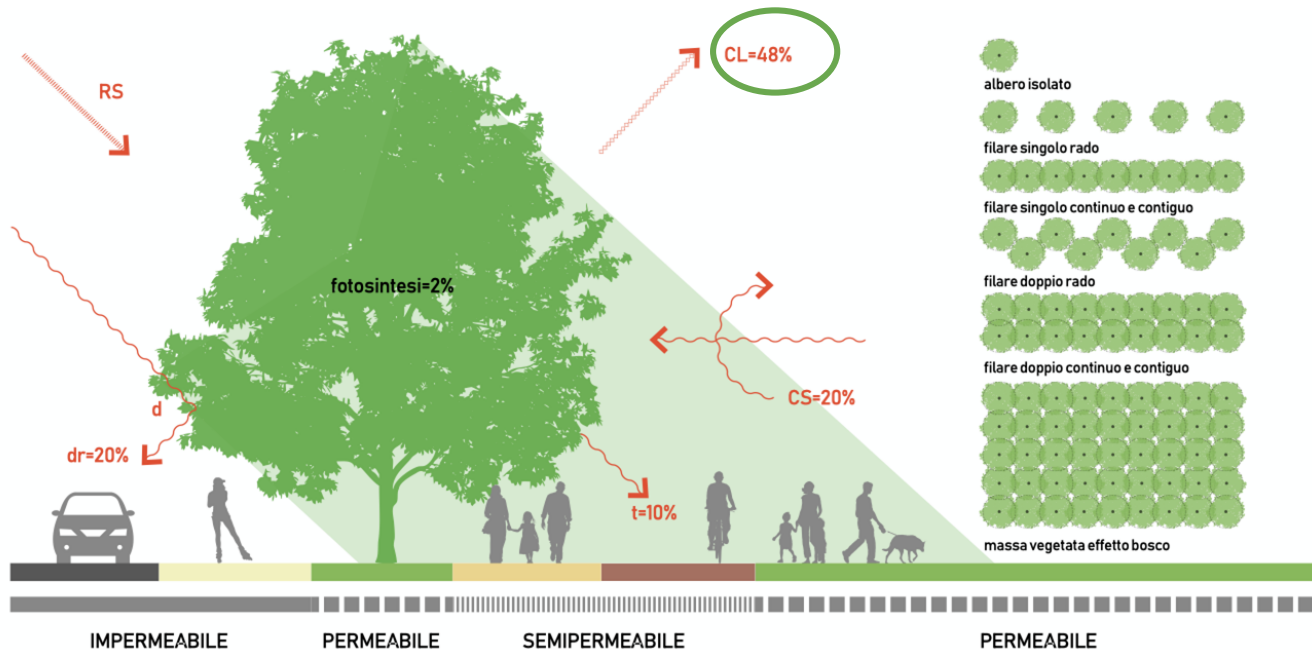 RS
CL=48%
fotosintesi=2%
d
dr=20%
CS=20%
t=10%
albero isolato
filare singolo rado
filare singolo continuo e contiguo
filare doppio rado
filare doppio continuo e contiguo
massa vegetata effetto bosco
IMPERMEABILE
PERMEABILE
SEMIPERMEABILE
PERMEABILE